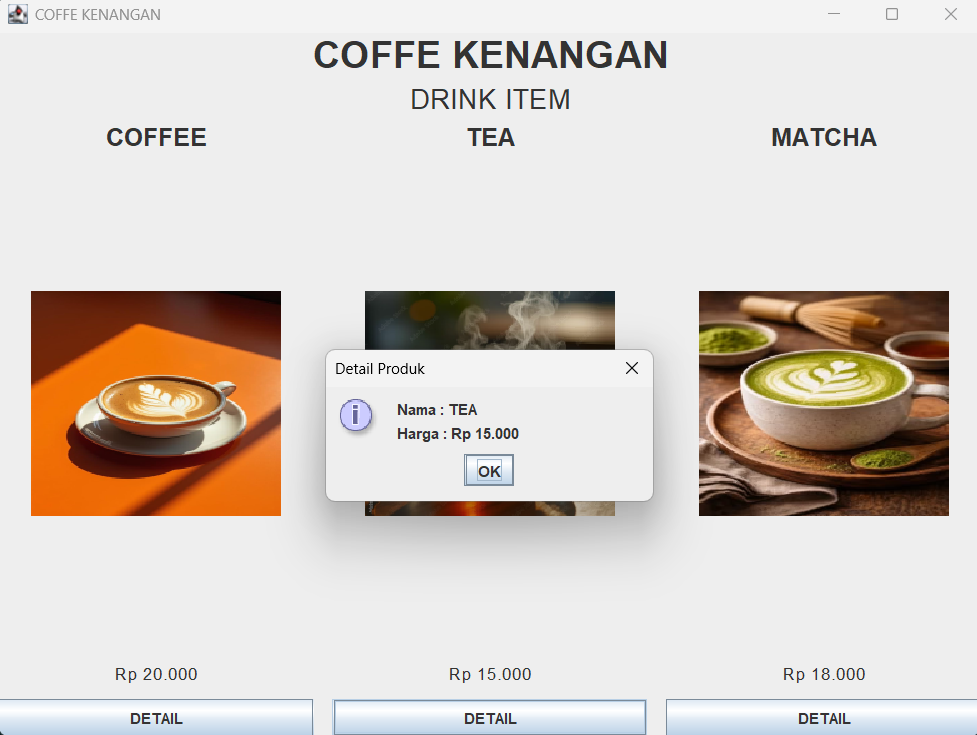 COFFE KENANGAN
COFFE KENANGAN
DRINK ITEM
COFFEE
TEA
MATCHA
Detail Produk
i
Nama : TEA
Harga : Rp 15.000
OK
Rp 20.000
Rp 15.000
Rp 18.000
DETAIL
DETAIL
DETAIL